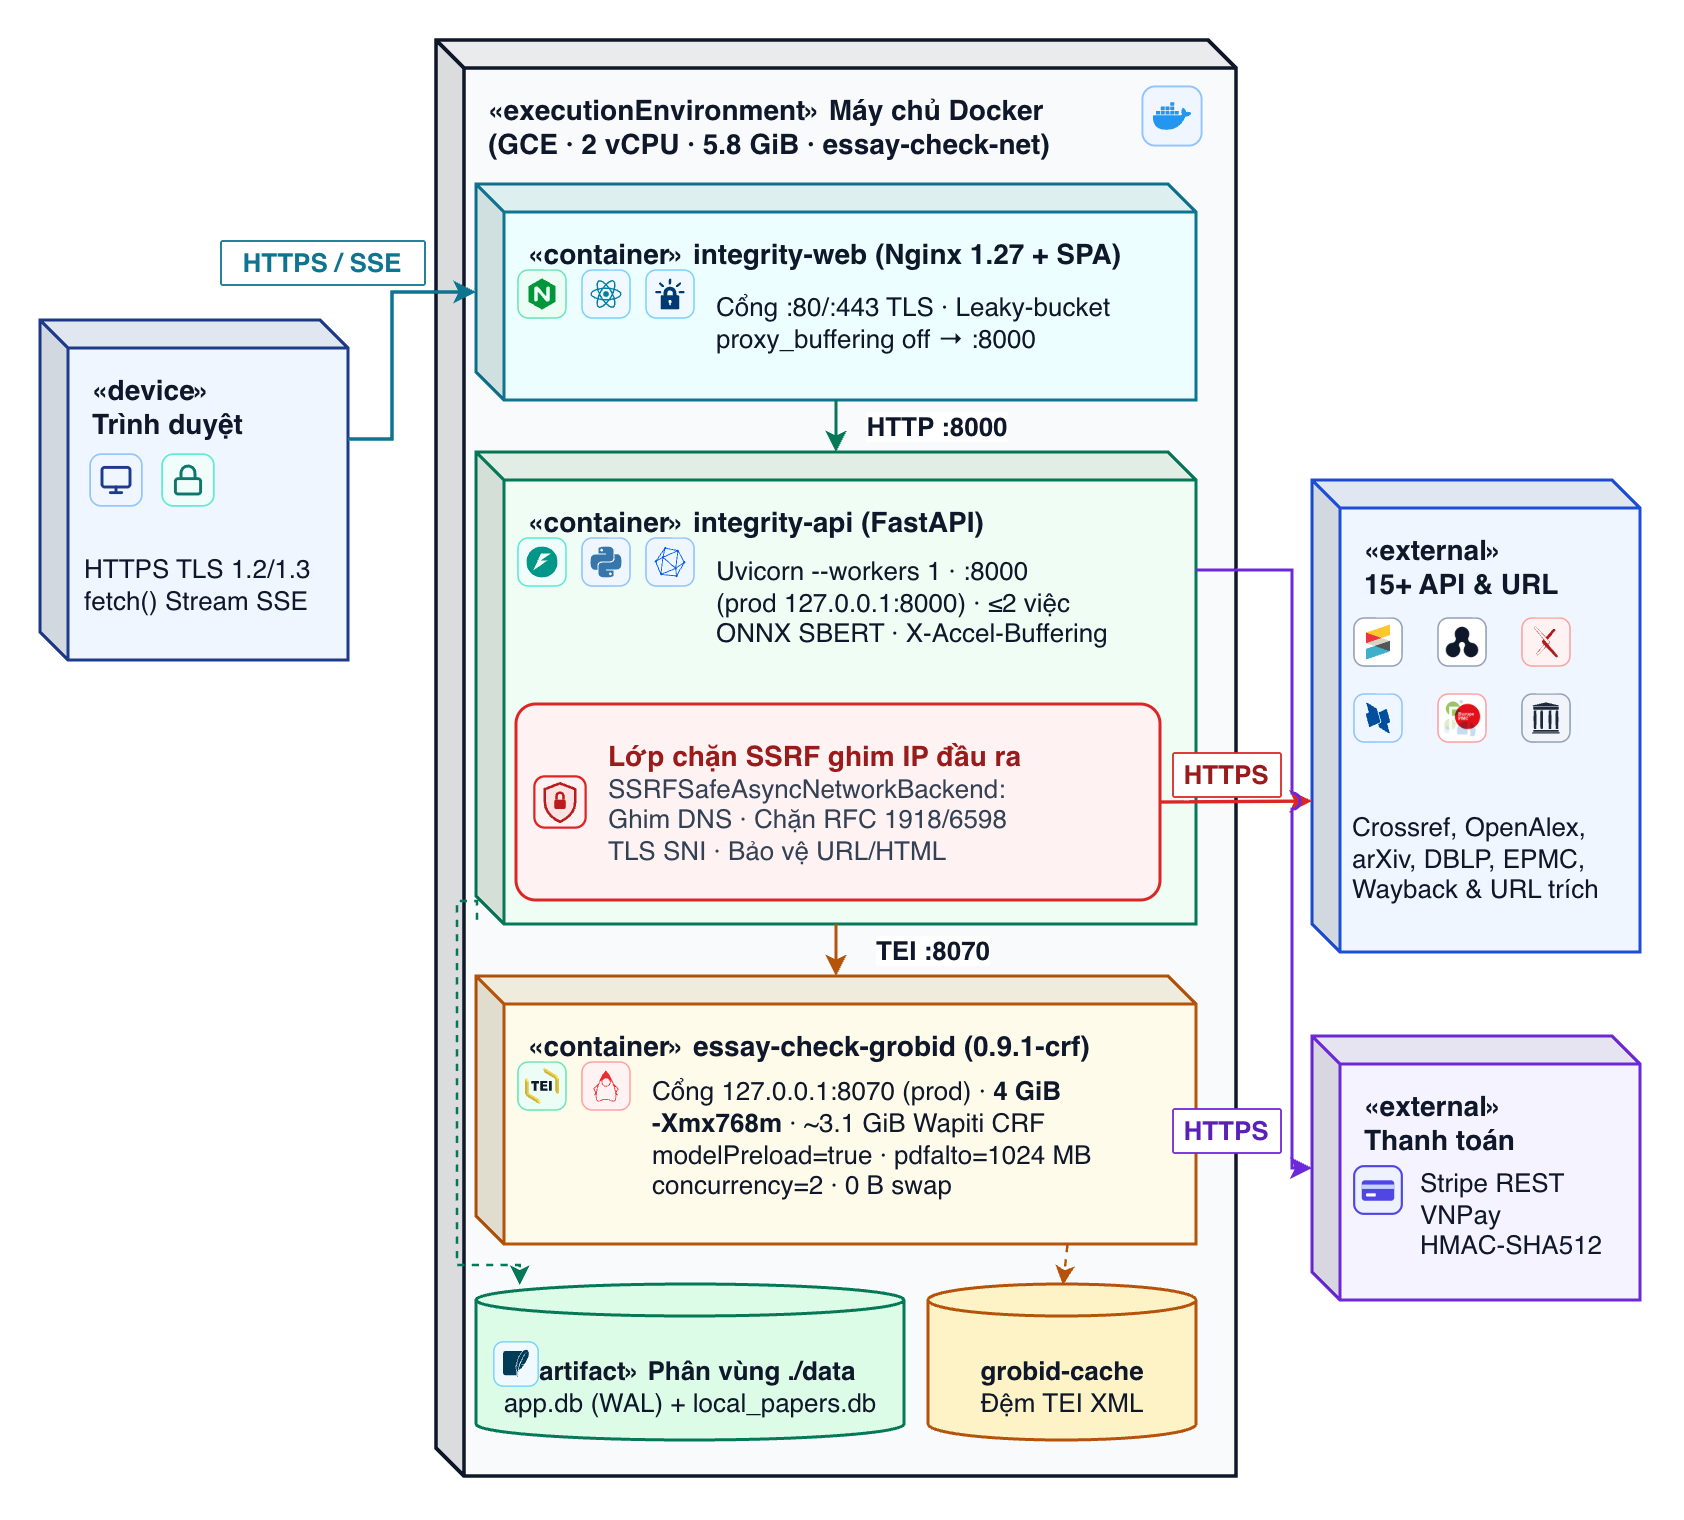 «executionEnvironment» Máy chủ Docker
(GCE · 2 vCPU · 5.8 GiB · essay-check-net)
«container» integrity-web (Nginx 1.27 + SPA)
Cổng :80/:443 TLS · Leaky-bucket
proxy_buffering off → :8000
HTTPS / SSE
«device»
Trình duyệt
HTTPS TLS 1.2/1.3
fetch() Stream SSE
HTTP :8000
«container» integrity-api (FastAPI)
Uvicorn --workers 1 · :8000
(prod 127.0.0.1:8000) · ≤2 việc
ONNX SBERT · X-Accel-Buffering
Lớp chặn SSRF ghim IP đầu ra
SSRFSafeAsyncNetworkBackend:
Ghim DNS · Chặn RFC 1918/6598
TLS SNI · Bảo vệ URL/HTML
HTTPS
«external»
15+ API & URL
Crossref, OpenAlex,
arXiv, DBLP, EPMC,
Wayback & URL trích
TEI :8070
«container» essay-check-grobid (0.9.1-crf)
TEI
Cổng 127.0.0.1:8070 (prod) · 4 GiB
-Xmx768m · ~3.1 GiB Wapiti CRF
modelPreload=true · pdfalto=1024 MB
concurrency=2 · 0 B swap
HTTPS
«external»
Thanh toán
Stripe REST
VNPay
HMAC-SHA512
artifact» Phân vùng ./data
app.db (WAL) + local_papers.db
grobid-cache
Đệm TEI XML